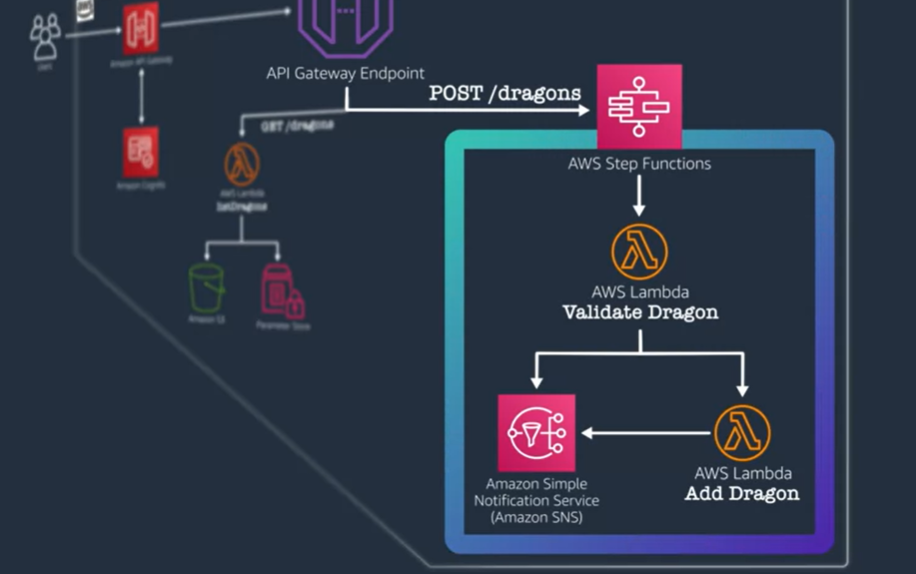 users
Amazon API Gateway
API Gateway Endpoint
POST /dragons
GET /dragons
Amazon Cognito
AWS Step Functions
AWS Lambda
listDragons
AWS Lambda
Validate Dragon
Amazon S3
Parameter Store
AWS Lambda
Add Dragon
Amazon Simple
Notification Service
(Amazon SNS)